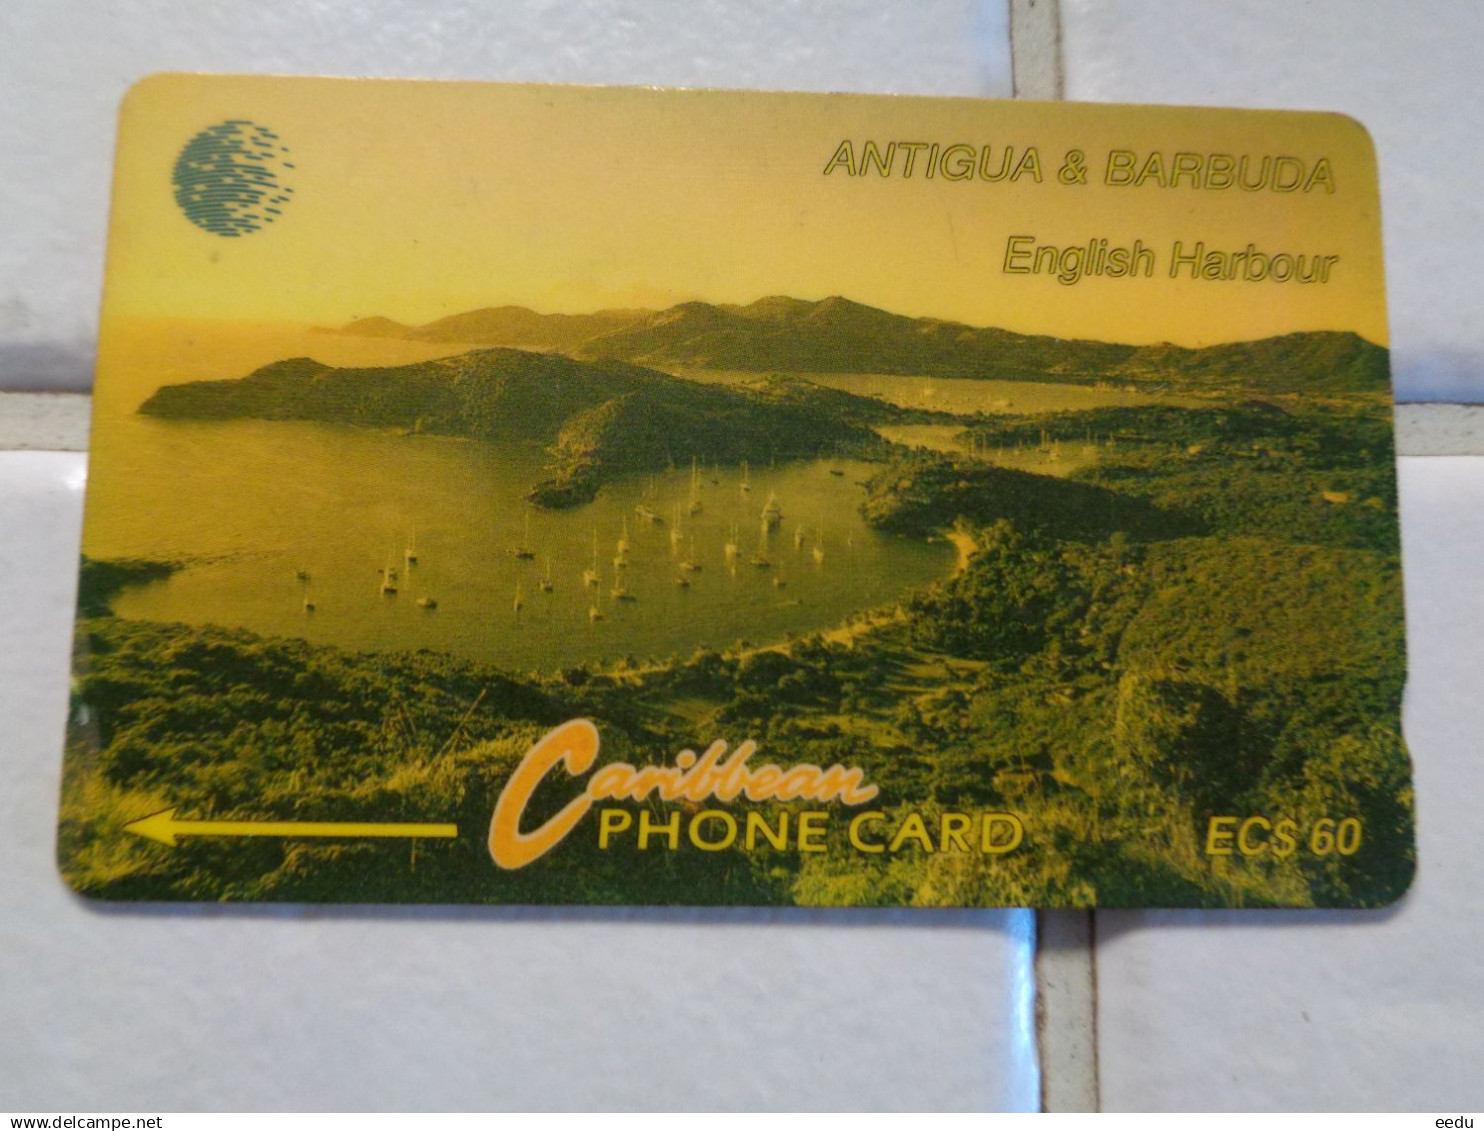 ANTIGUA & BARBUDA
English Harbour
Caribbean
PHONE CARD
EC$ 60
www.delcampe.net
eedu